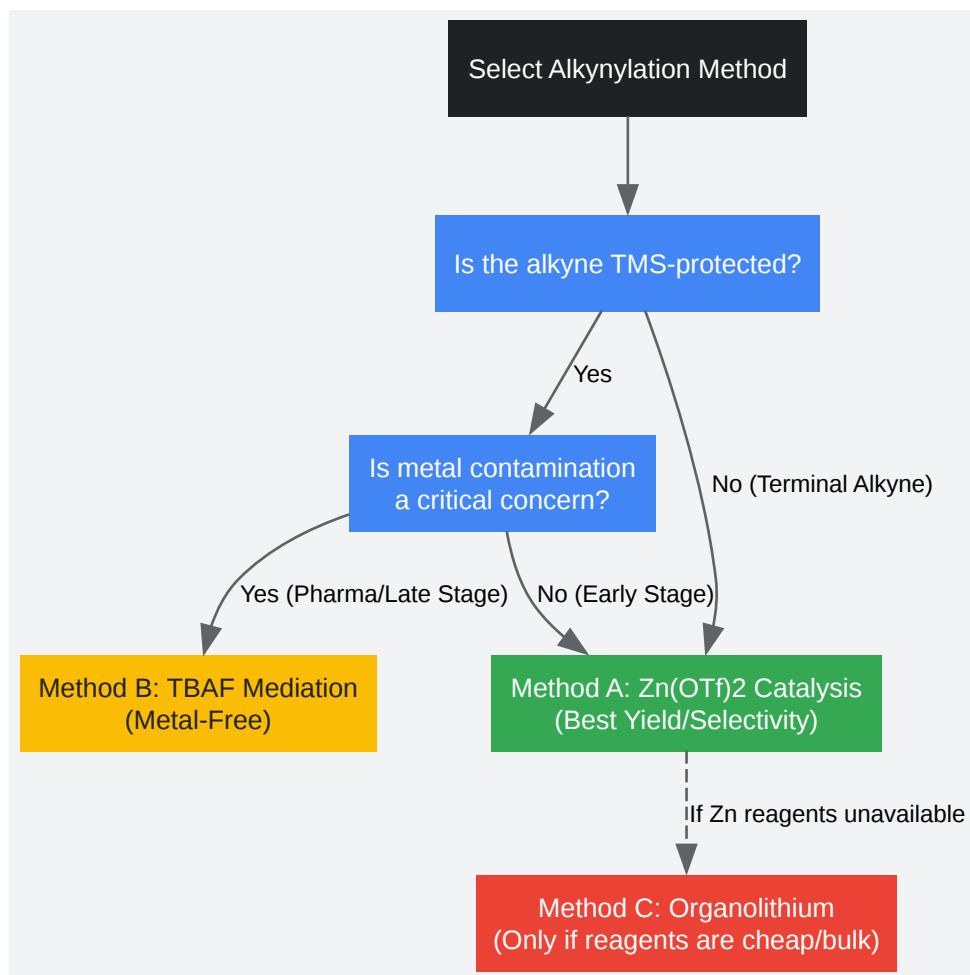 Select Alkynylation Method
Is the alkyne TMS-protected?
Yes
Is metal contamination
a critical concern?
No (Terminal Alkyne)
Yes (Pharma/Late Stage)
No (Early Stage)
Method B: TBAF Mediation
(Metal-Free)
Method A: Zn(OTf)2 Catalysis
(Best Yield/Selectivity)
If Zn reagents unavailable
Method C: Organolithium
(Only if reagents are cheap/bulk)